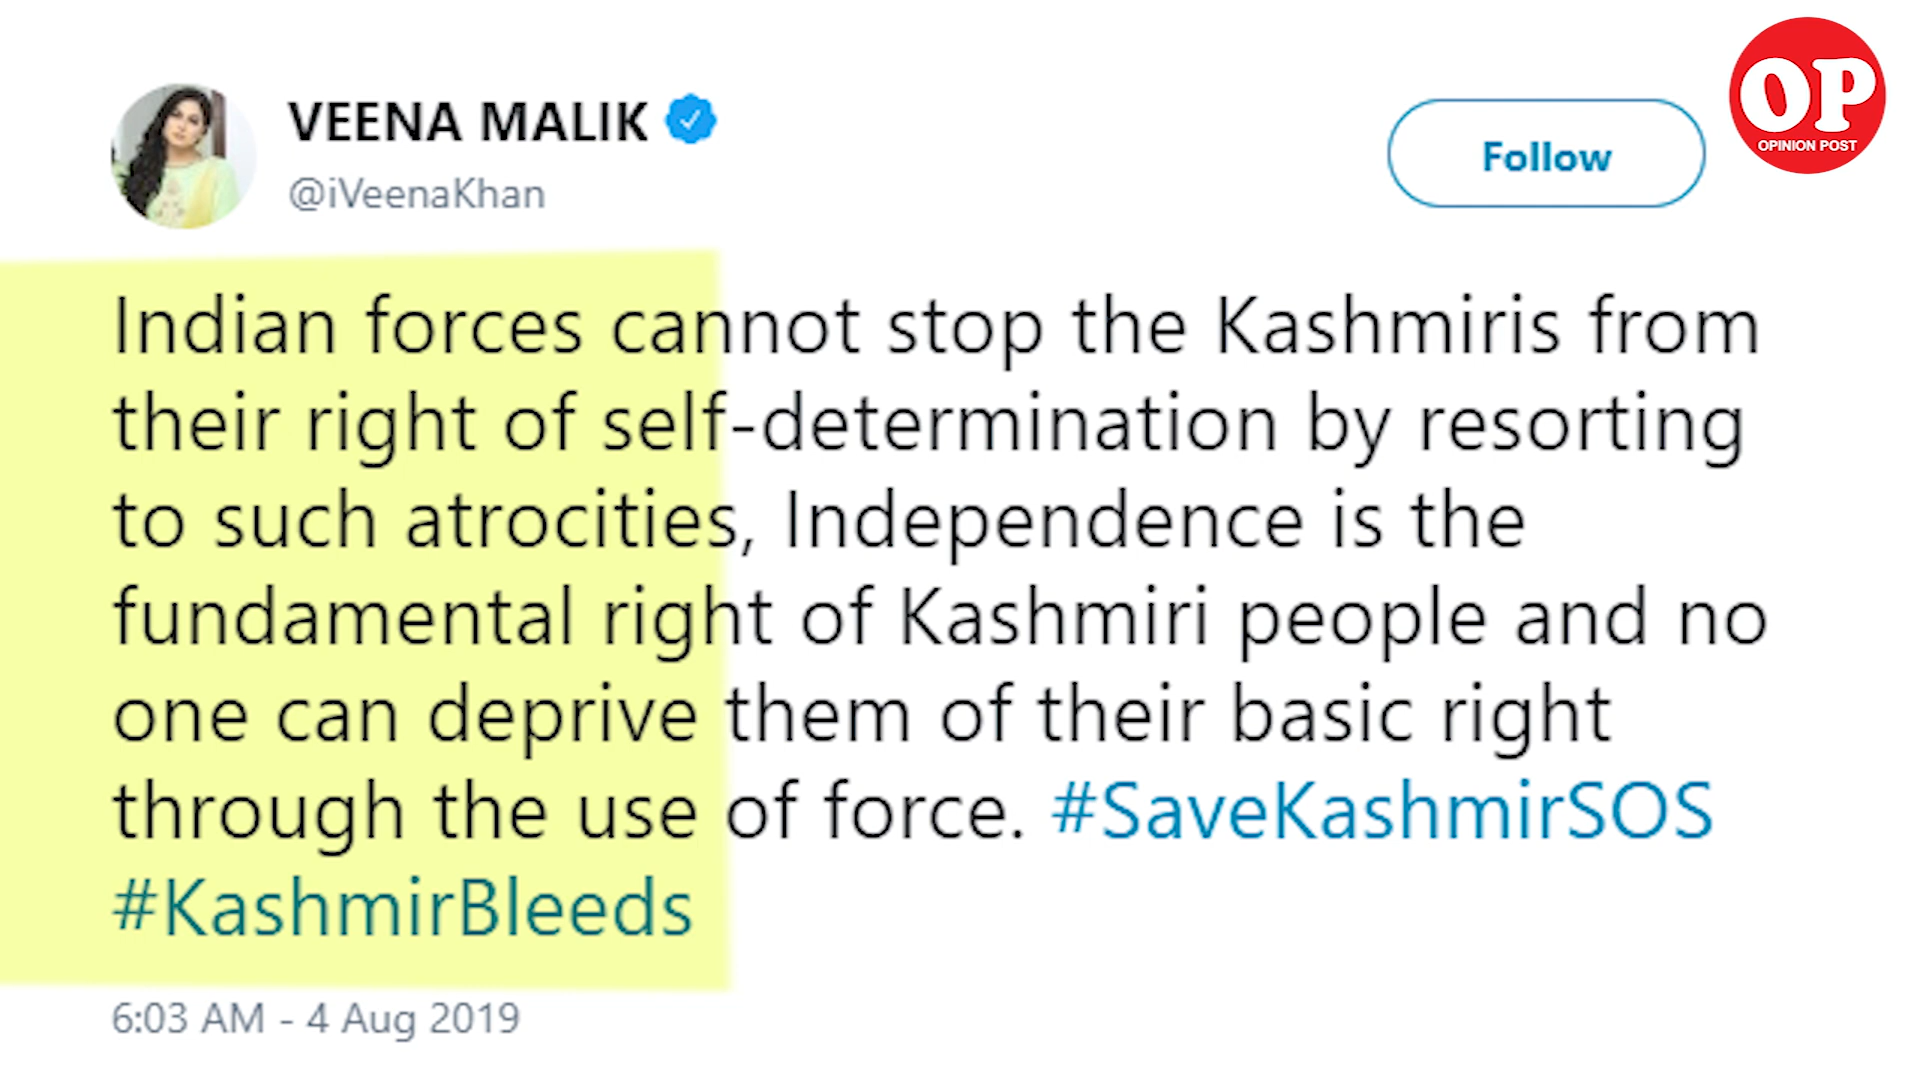 VEENA MALIK
@iVeenaKhan
Follow
OP
OPINION POST
Indian forces cannot stop the Kashmiris from
their right of self-determination by resorting
to such atrocities, Independence is the
fundamental right of Kashmiri people and no
one can deprive them of their basic right
through the use of force. #SaveKashmirSOS
#KashmirBleeds
6:03 AM - 4 Aug 2019